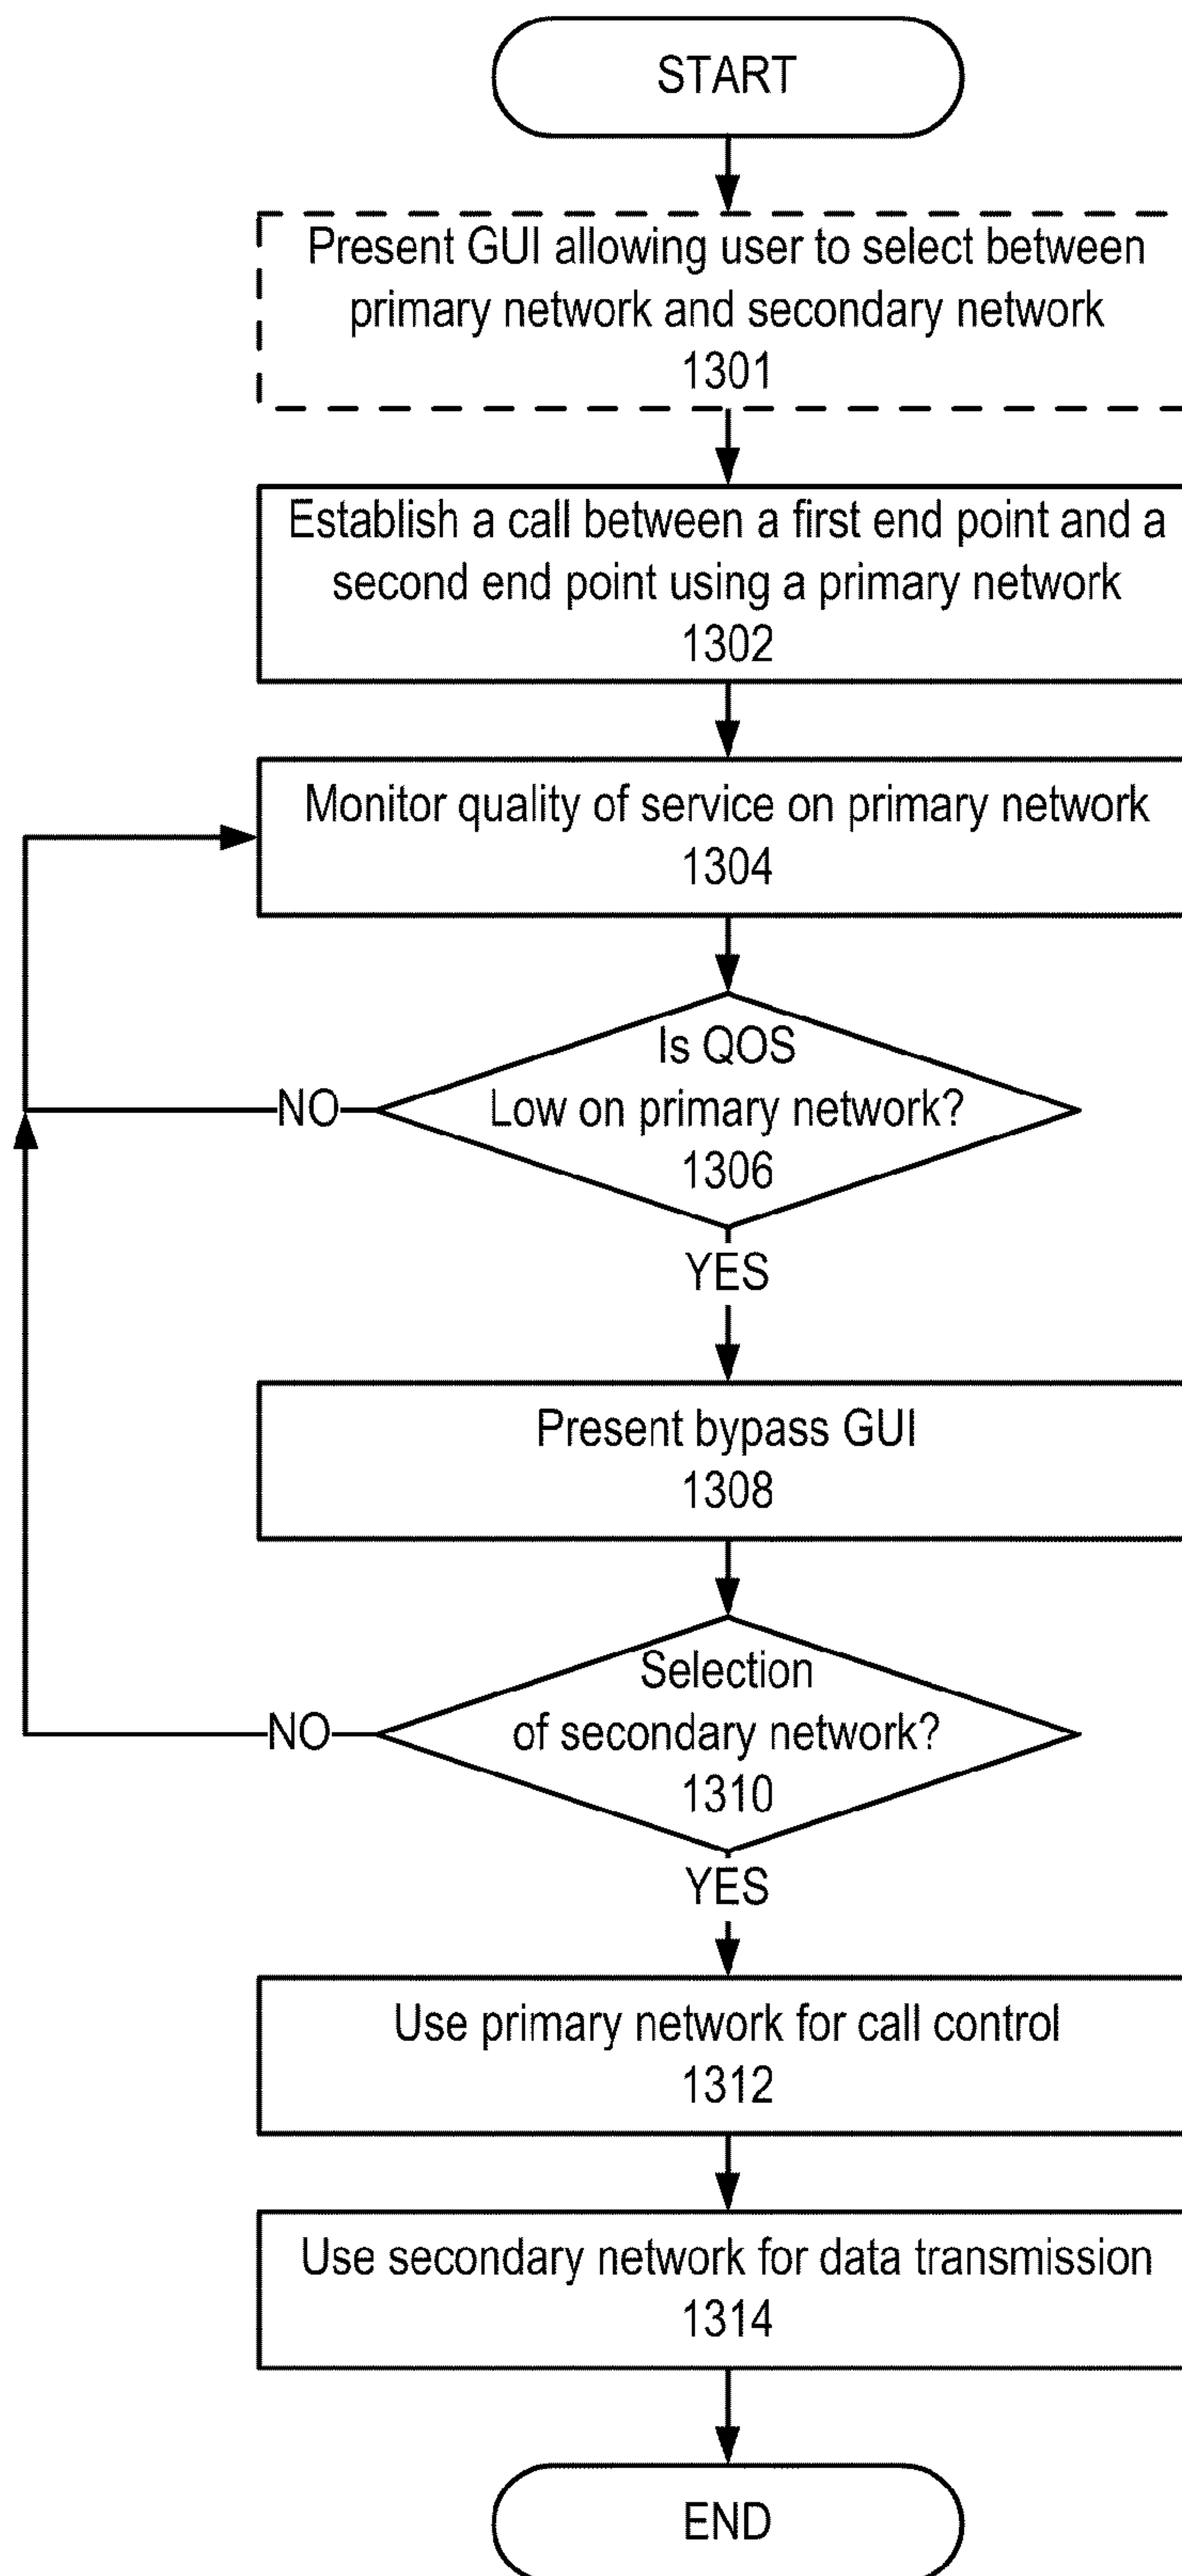 START
Present GUI allowing user to select between
primary network and secondary network
1301
Establish a call between a first end point and a
second end point using a primary network
1302
Monitor quality of service on primary network
1304
Is QOS
Low on primary network?
1306
NO
YES
Present bypass GUI
1308
Selection
of secondary network?
1310
NO
YES
Use primary network for call control
1312
Use secondary network for data transmission
1314
END